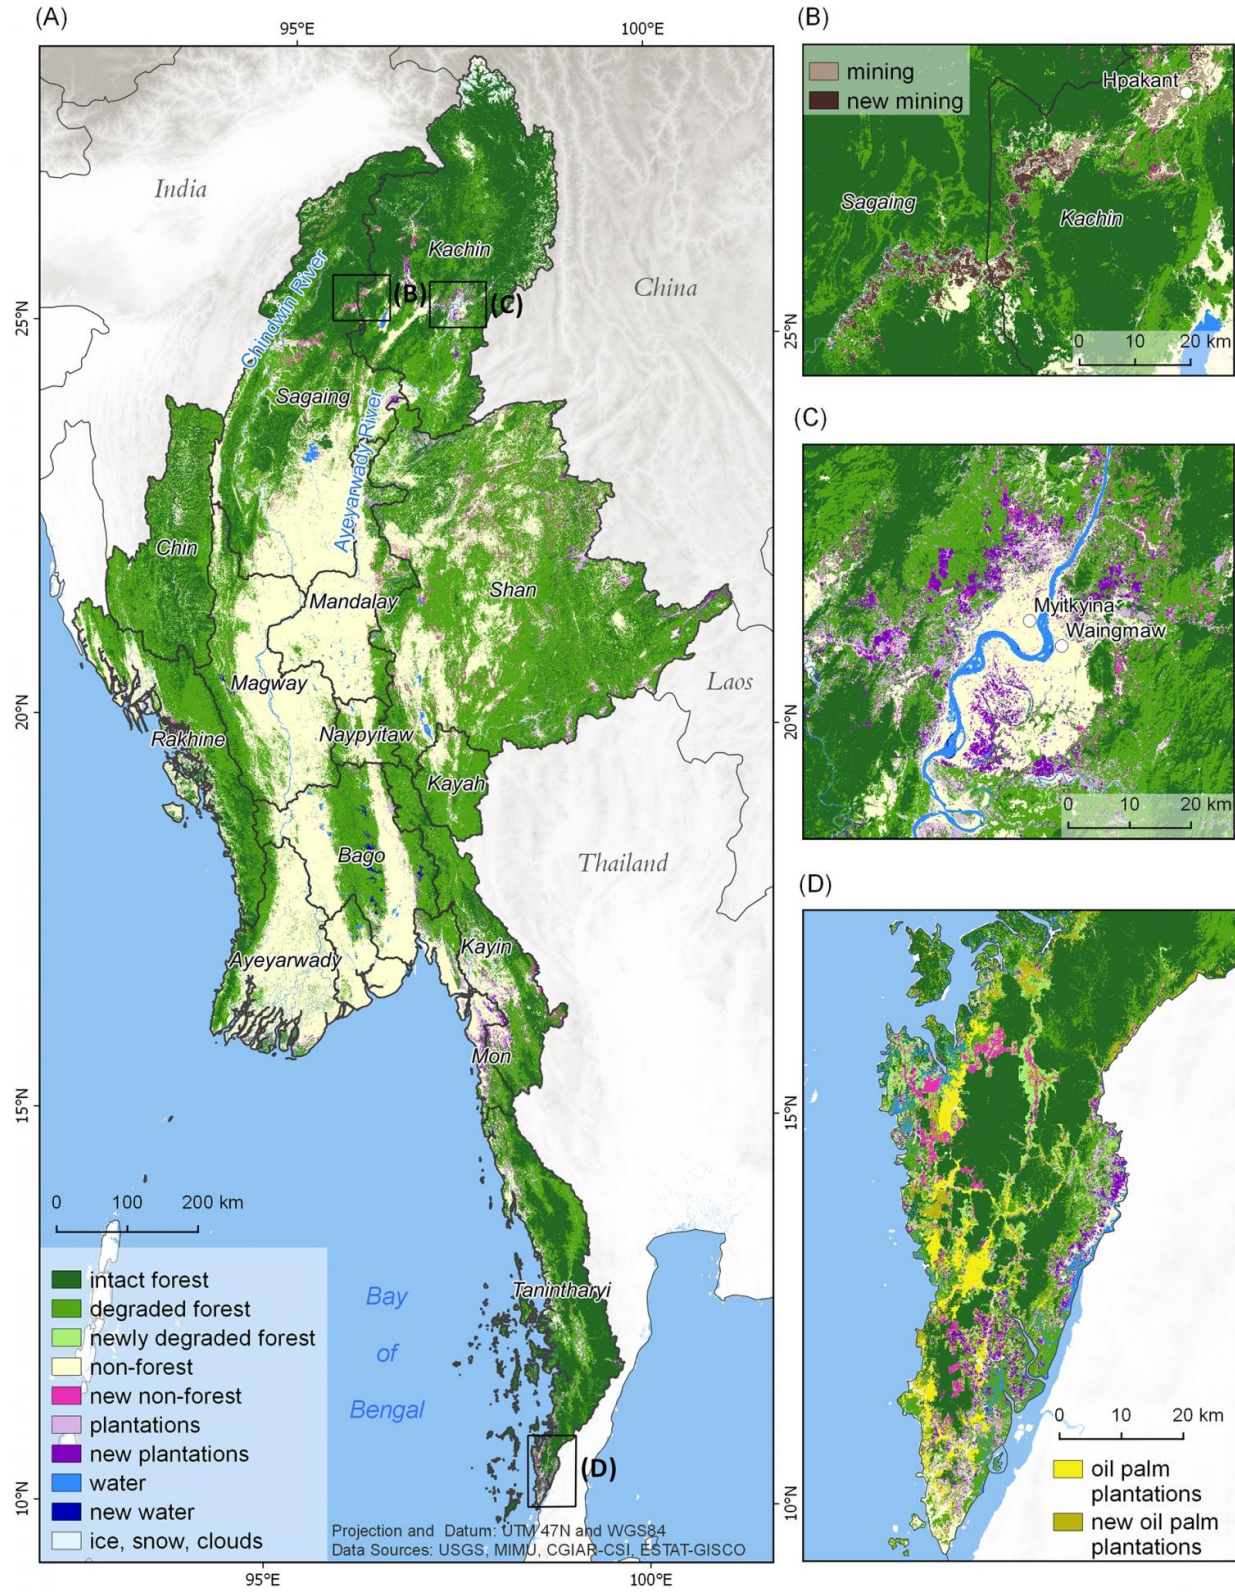 (A)
95°E
100°E
India
Kachin
China
(B)
(C)
25°N
25°N
Chindwin River
Sagaing
Ayeyarwady River
Chin
Shan
Mandalay
Magway
Laos
20°N
20°N
Rakhine
Naypyitaw
Kayah
Bago
Thailand
Ayeyarwady
Kayin
Mon
15°N
15°N
0 100 200 km
Tanintharyi
Bay
of
Bengal
intact forest
degraded forest
newly degraded forest
non-forest
new non-forest
plantations
new plantations
water
new water
ice, snow, clouds
10°N
10°N
(D)
Projection and Datum: UTM 47N and WGS84
Data Sources: USGS, MIMU, CGIAR-CSI, ESTAT-GISCO
95°E
100°E
(B)
mining
new mining
Hpakant
Sagaing
Kachin
0 10 20 km
(C)
Myitkyina
Waingmaw
0 10 20 km
(D)
0 10 20 km
oil palm
plantations
new oil palm
plantations